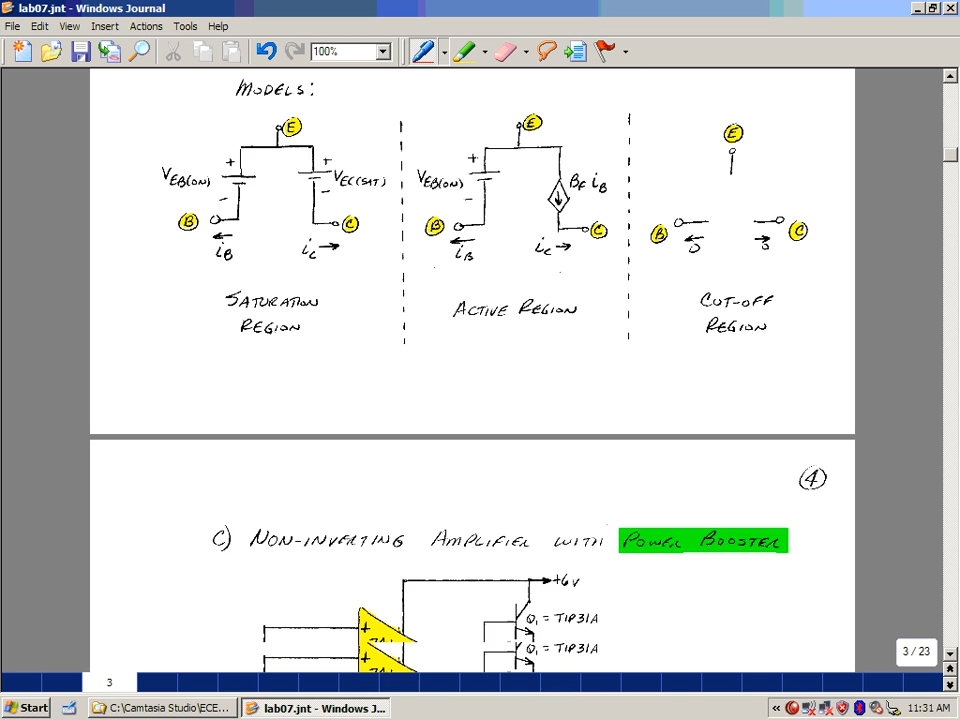 lab07.jnt - Windows Journal
File Edit View Insert Actions Tools Help
100%
MODELS:
E
+ +
VEB(ON) VEC(SAT)
- -
B C
iB iC
SATURATION
REGION
E
+
VEB(ON) BF iB
-
B C
iB iC
ACTIVE REGION
E
B C
0 0
CUT-OFF
REGION
4
C) NON-INVERTING AMPLIFIER WITH POWER BOOSTER
+6V
+ Q1 = TIP31A
+ Q1 = TIP31A
3 / 23
3
Start C:\Camtasia Studio\ECE... lab07.jnt - Windows J... « 11:31 AM